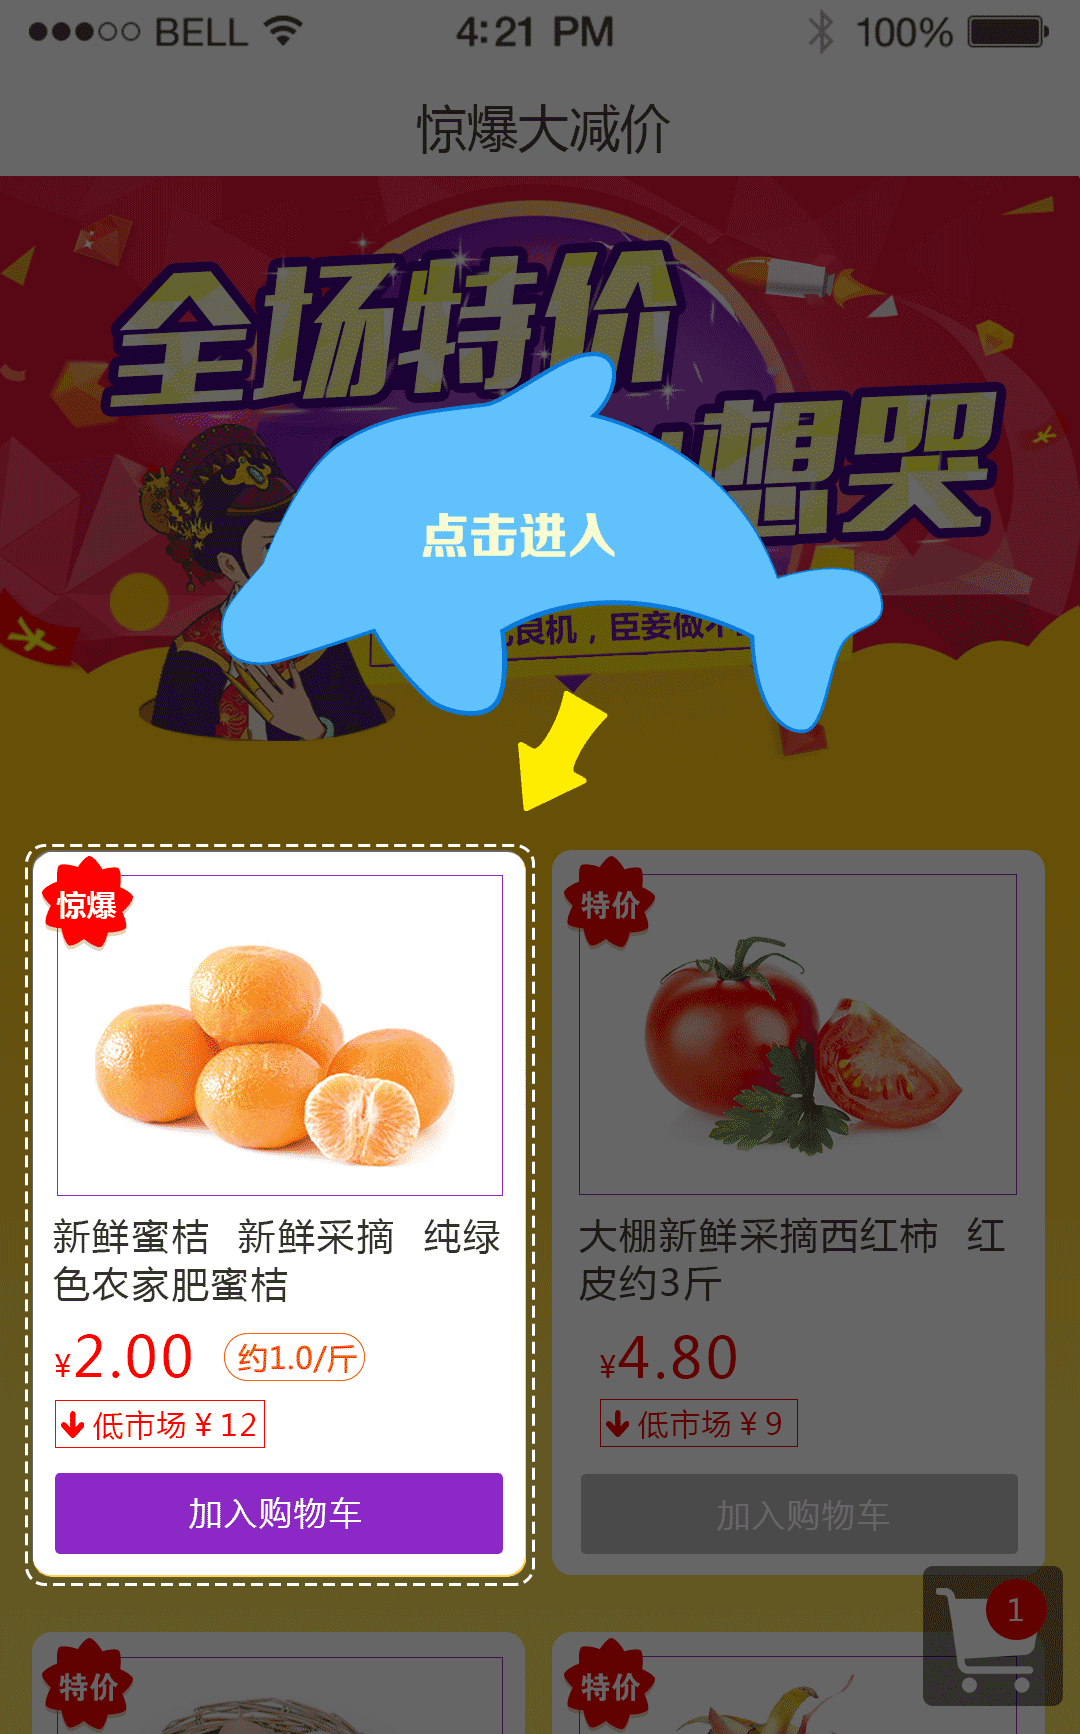 BELL 4:21 PM 100%
惊爆大减价
全场特价
想哭
点击进入
良机，臣妾做不
惊爆
特价
新鲜蜜桔 新鲜采摘 纯绿
色农家肥蜜桔
¥2.00 约1.0/斤
低市场￥12
加入购物车
大棚新鲜采摘西红柿 红
皮约3斤
¥4.80
低市场￥9
加入购物车
1
特价
特价